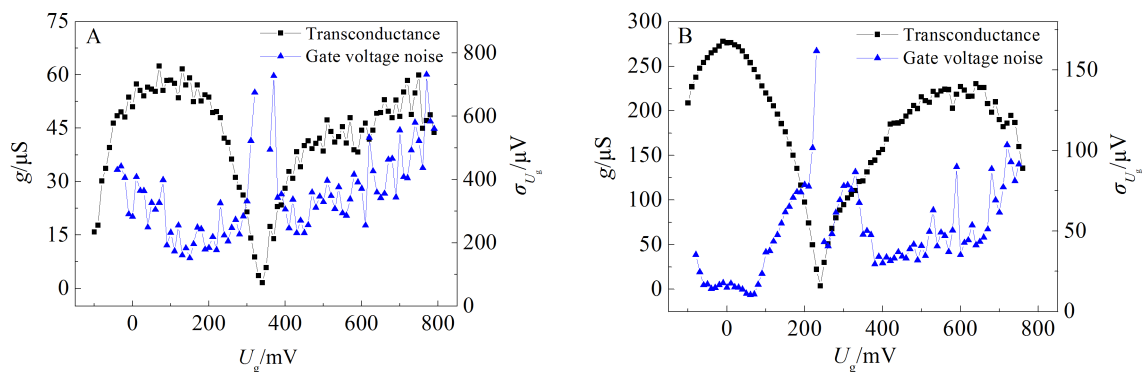 A
Transconductance
Gate voltage noise
75
60
45
30
15
0
g/μS
800
600
400
200
0
σUg/μV
0 200 400 600 800
Ug/mV
B
Transconductance
Gate voltage noise
300
250
200
150
100
50
0
-25
g/μS
150
100
50
0
σUg/μV
0 200 400 600 800
Ug/mV